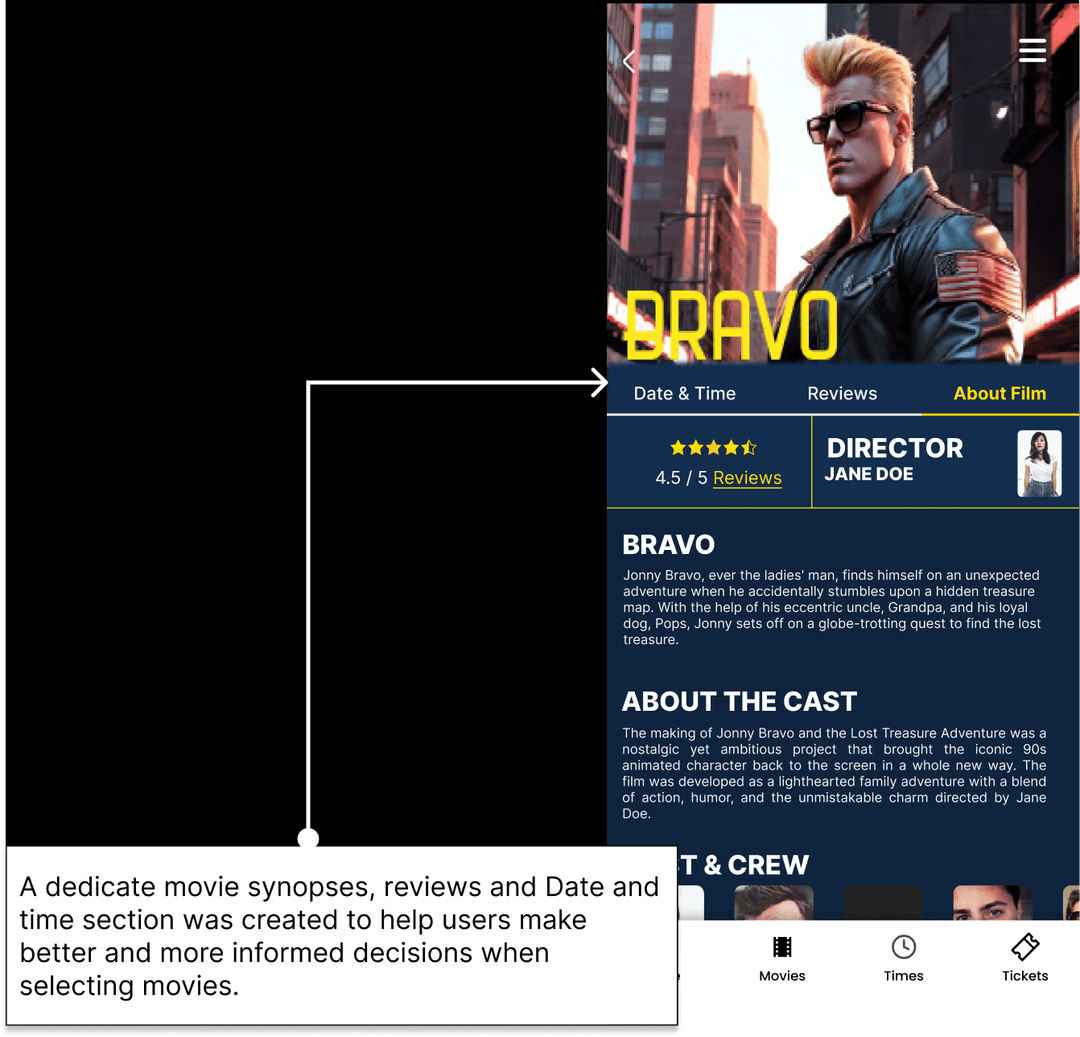 BRAVO
Date & Time
Reviews
About Film
4.5 / 5 Reviews
DIRECTOR
JANE DOE
BRAVO
Jonny Bravo, ever the ladies' man, finds himself on an unexpected
adventure when he accidentally stumbles upon a hidden treasure
map. With the help of his eccentric uncle, Grandpa, and his loyal
dog, Pops, Jonny sets off on a globe-trotting quest to find the lost
treasure.
ABOUT THE CAST
The making of Jonny Bravo and the Lost Treasure Adventure was a
nostalgic yet ambitious project that brought the iconic 90s
animated character back to the screen in a whole new way. The
film was developed as a lighthearted family adventure with a blend
of action, humor, and the unmistakable charm directed by Jane
Doe.
& CREW
A dedicate movie synopses, reviews and Date and
time section was created to help users make
better and more informed decisions when
selecting movies.
Movies
Times
Tickets